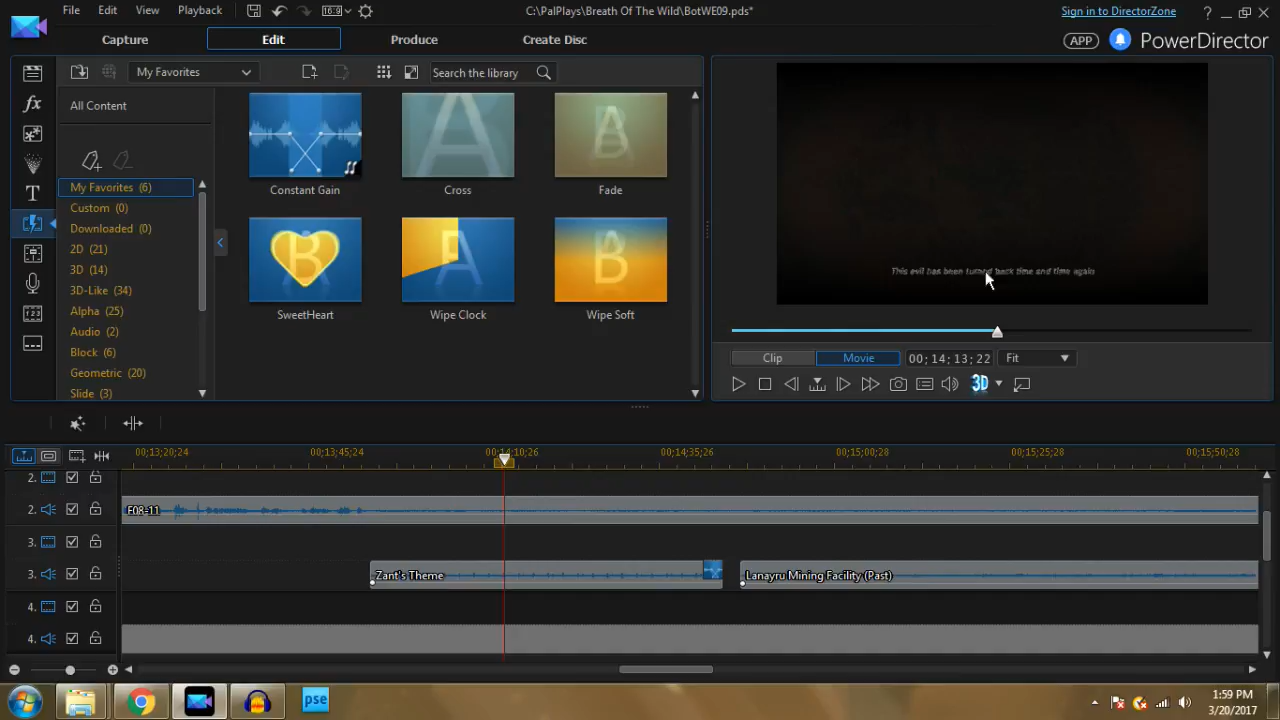 File Edit View Playback 16:9 C:\PalPlays\Breath Of The Wild\BotWE09.pds* Sign in to DirectorZone ?
Capture Edit Produce Create Disc APP PowerDirector
My Favorites Search the library
All Content
My Favorites (6)
Custom (0)
Downloaded (0)
2D (21)
3D (14)
3D-Like (34)
Alpha (25)
Audio (2)
Block (6)
Geometric (20)
Slide (3)
Constant Gain Cross Fade
SweetHeart Wipe Clock Wipe Soft
This evil has been turned back time and time again
Clip Movie 00; 14; 13; 22 Fit
3D
00;13;20;24 00;13;45;24 00;14;10;26 00;14;35;26 00;15;00;28 00;15;25;28 00;15;50;28
2.
2. E08-11
3.
3. Zant's Theme Lanayru Mining Facility (Past)
4.
4.
pse 1:59 PM
3/20/2017